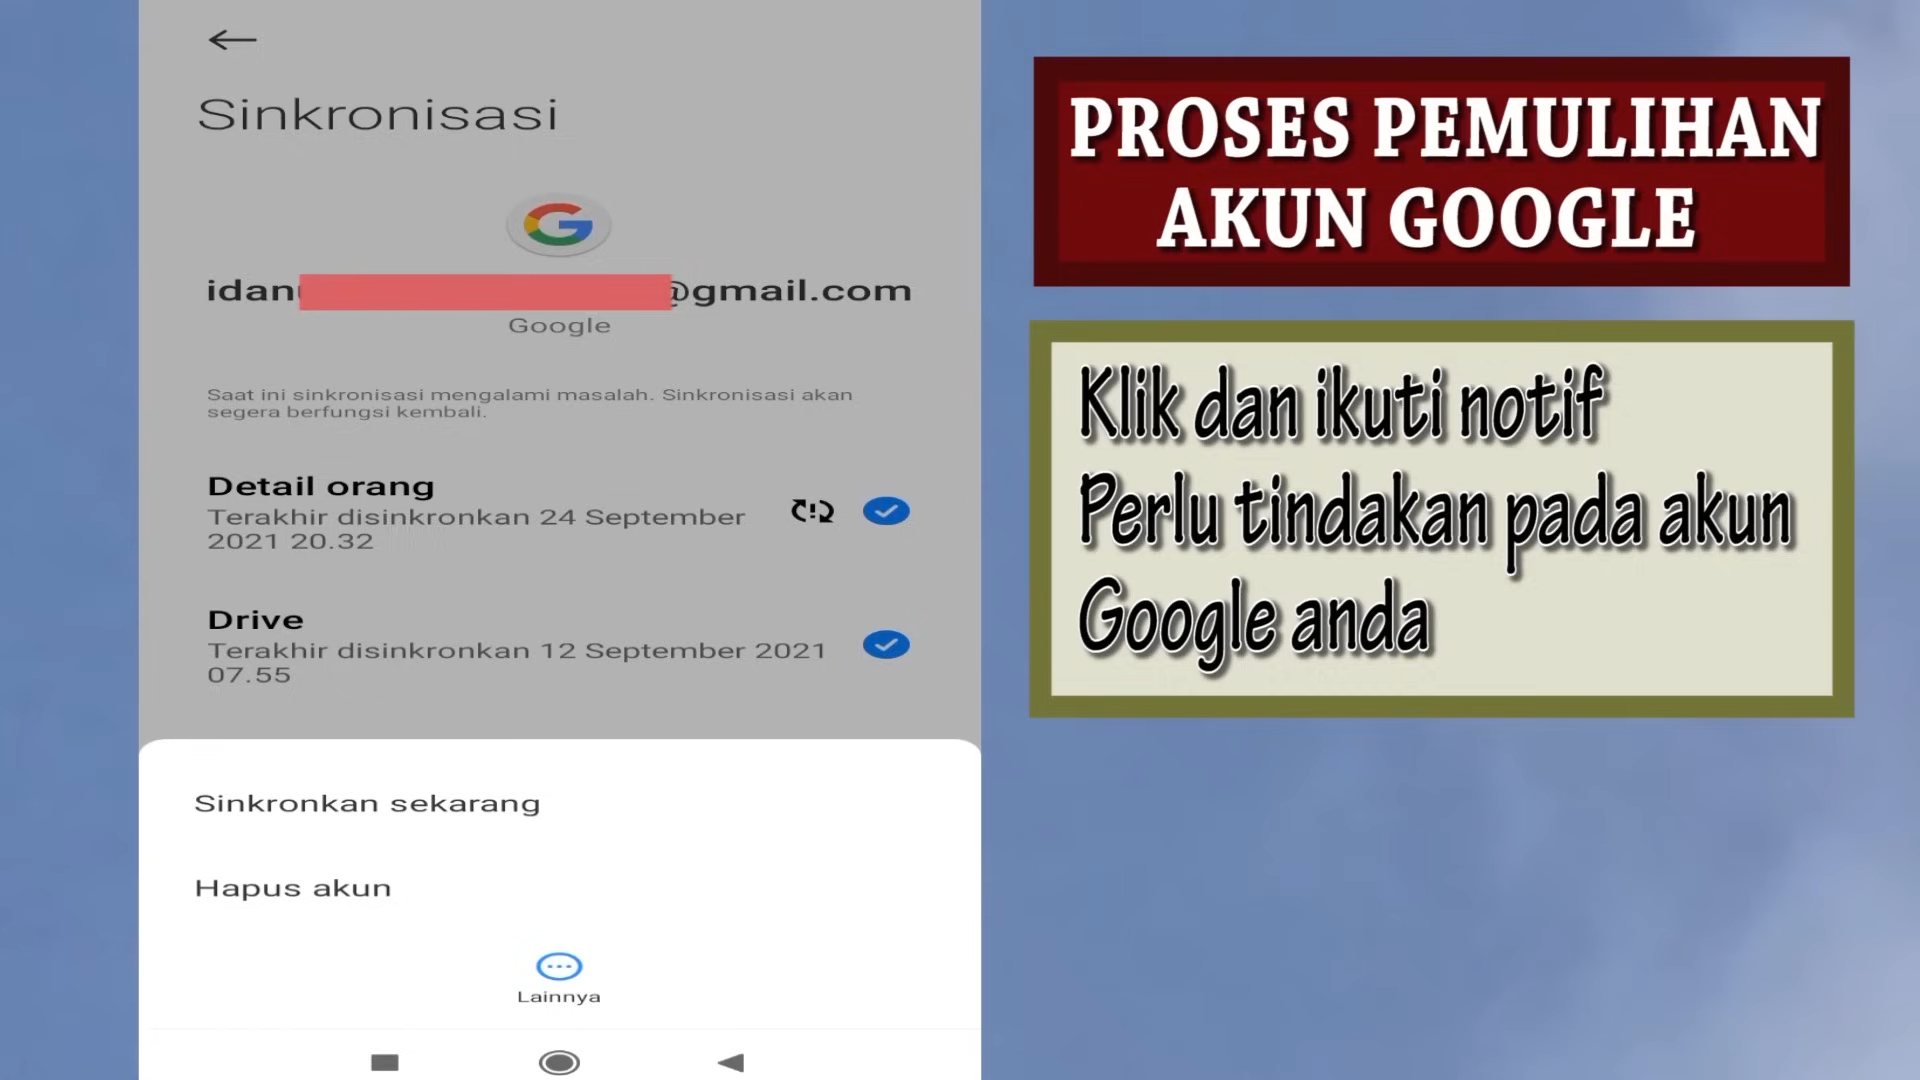 Sinkronisasi
idan @gmail.com
Google
Saat ini sinkronisasi mengalami masalah. Sinkronisasi akan
segera berfungsi kembali.
Detail orang
Terakhir disinkronkan 24 September
2021 20.32
Drive
Terakhir disinkronkan 12 September 2021
07.55
Sinkronkan sekarang
Hapus akun
Lainnya
PROSES PEMULIHAN
AKUN GOOGLE
Klik dan ikuti notif
Perlu tindakan pada akun
Google anda